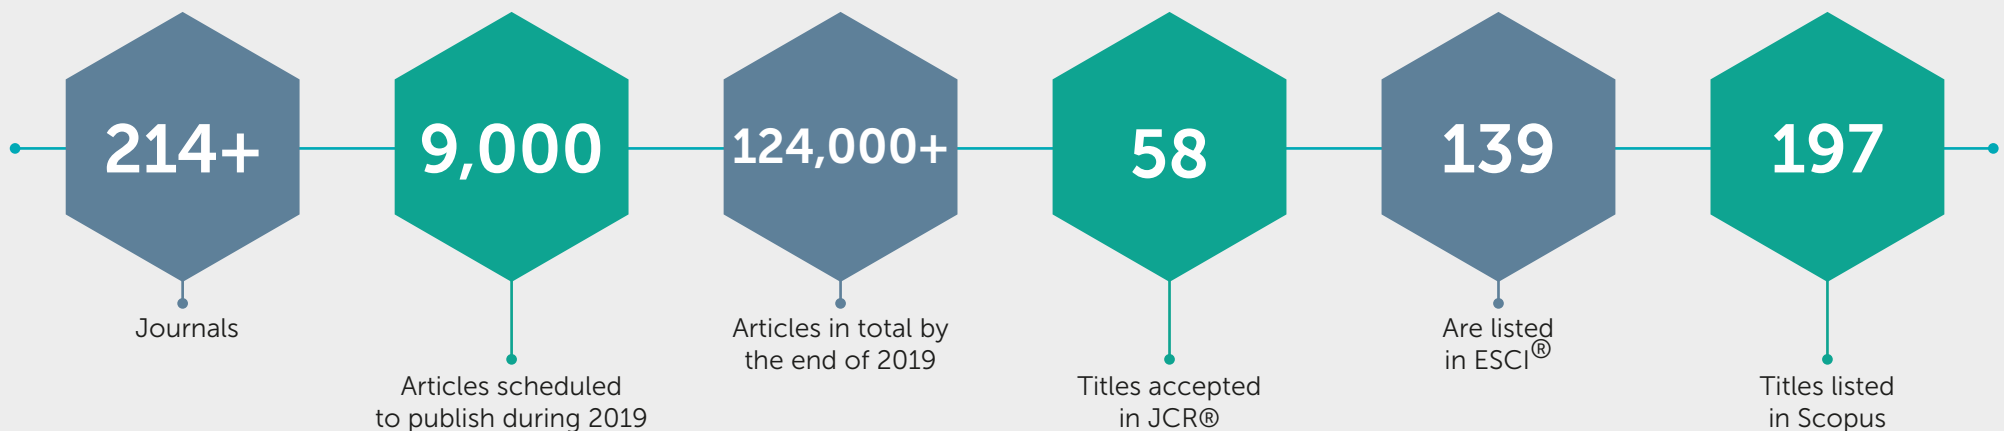 214+
Journals
9,000
Articles scheduled
to publish during 2019
124,000+
Articles in total by
the end of 2019
58
Titles accepted
in JCR®
139
Are listed
in ESCI®
197
Titles listed
in Scopus